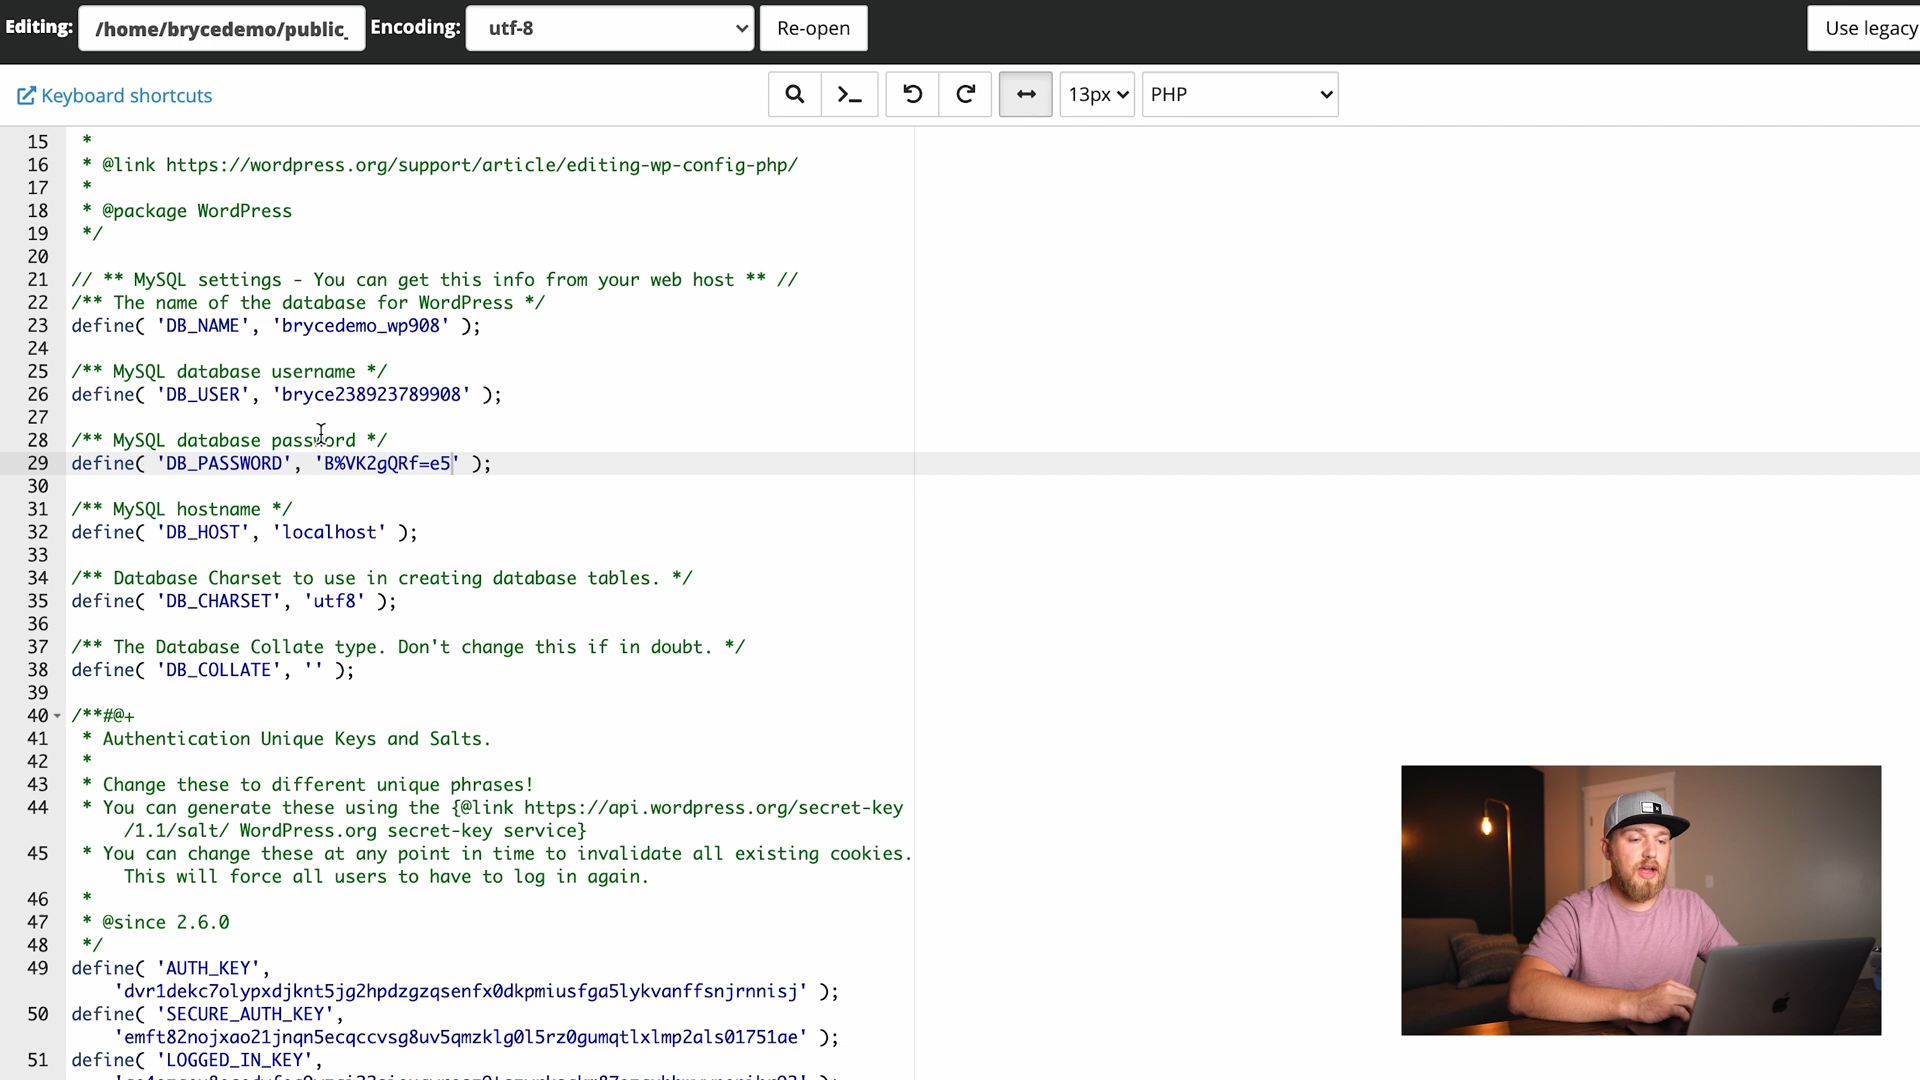 Editing: /home/brycedemo/public_ Encoding: utf-8 Re-open Use legacy
Keyboard shortcuts 13px PHP
15 *
16 * @link https://wordpress.org/support/article/editing-wp-config-php/
17 *
18 * @package WordPress
19 */
20
21 // ** MySQL settings - You can get this info from your web host ** //
22 /** The name of the database for WordPress */
23 define( 'DB_NAME', 'brycedemo_wp908' );
24
25 /** MySQL database username */
26 define( 'DB_USER', 'bryce238923789908' );
27
28 /** MySQL database password */
29 define( 'DB_PASSWORD', 'B%VK2gQRf=e5' );
30
31 /** MySQL hostname */
32 define( 'DB_HOST', 'localhost' );
33
34 /** Database Charset to use in creating database tables. */
35 define( 'DB_CHARSET', 'utf8' );
36
37 /** The Database Collate type. Don't change this if in doubt. */
38 define( 'DB_COLLATE', '' );
39
40 /**#@+
41 * Authentication Unique Keys and Salts.
42 *
43 * Change these to different unique phrases!
44 * You can generate these using the {@link https://api.wordpress.org/secret-key
/1.1/salt/ WordPress.org secret-key service}
45 * You can change these at any point in time to invalidate all existing cookies.
This will force all users to have to log in again.
46 *
47 * @since 2.6.0
48 */
49 define( 'AUTH_KEY',
'dvr1dekc7olypxdjknt5jg2hpdzgzqsenfx0dkpmiusfga5lykvanffsnjrnnisj' );
50 define( 'SECURE_AUTH_KEY',
'emft82nojxao21jnqn5ecqccvsg8uv5qmzklg0l5rz0gumqtlxlmp2als01751ae' );
51 define( 'LOGGED_IN_KEY',